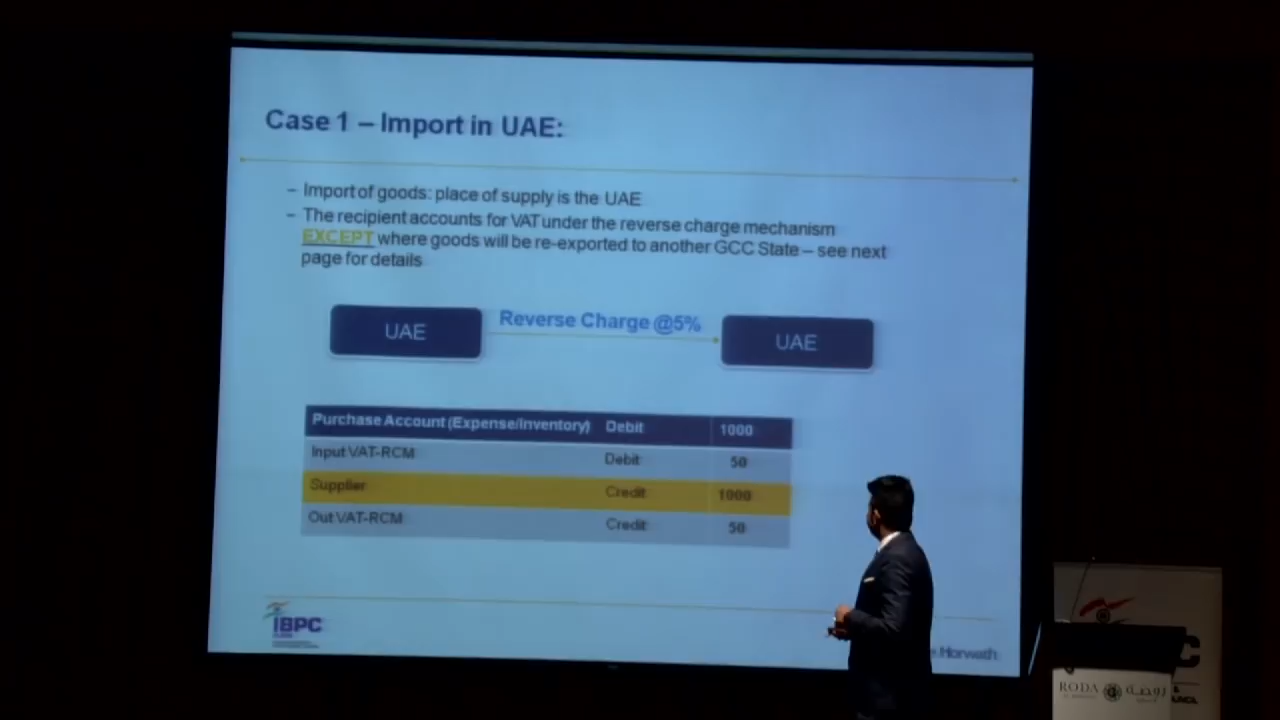 Case 1 – Import in UAE:
– Import of goods: place of supply is the UAE
– The recipient accounts for VAT under the reverse charge mechanism
EXCEPT where goods will be re-exported to another GCC State – see next
page for details
UAE
Reverse Charge @5%
UAE
Purchase Account (Expense/Inventory) Debit 1000
Input VAT-RCM Debit 50
Supplier Credit 1000
Out VAT-RCM Credit 50
IBPC
Horwath
RODA
روضة